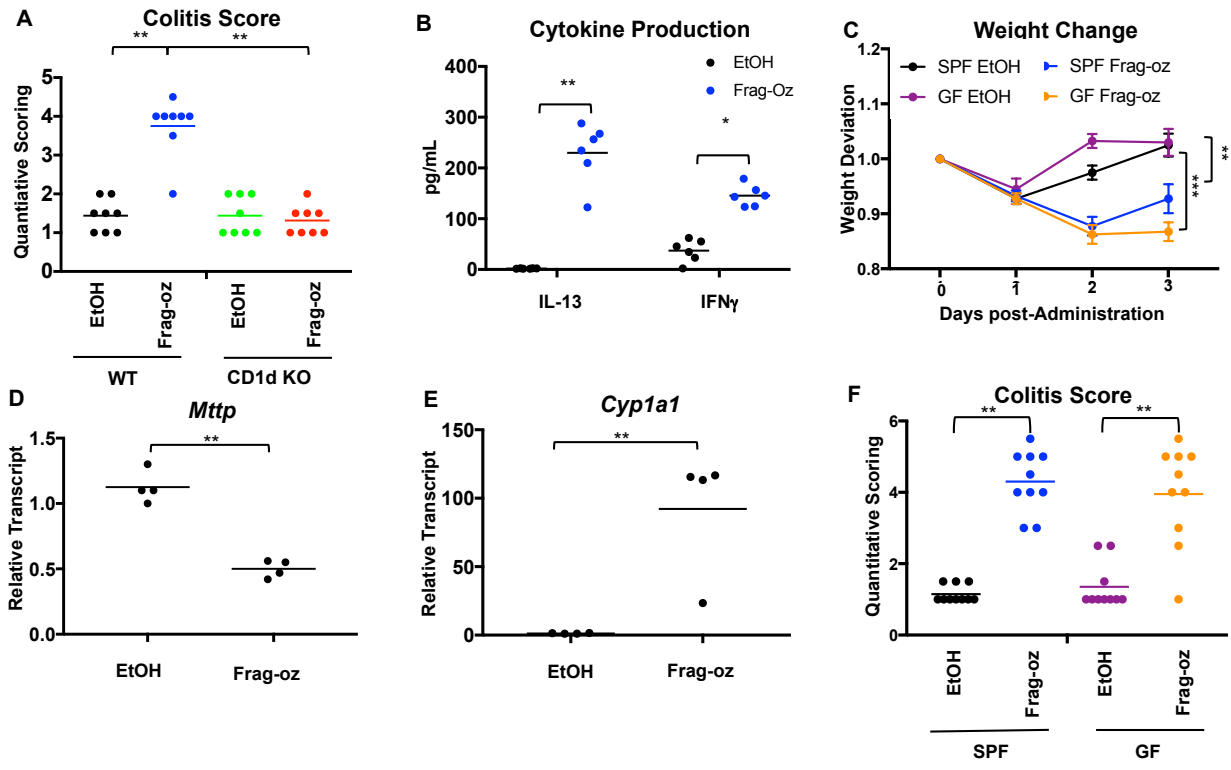 A
Colitis Score
Quantiative Scoring
5
4
3
2
1
0
**
**
EtOH
Frag-oz
EtOH
Frag-oz
WT
CD1d KO
B
Cytokine Production
EtOH
Frag-Oz
pg/mL
400
300
200
100
0
**
*
IL-13
IFNγ
C
Weight Change
SPF EtOH
SPF Frag-oz
GF EtOH
GF Frag-oz
Weight Deviation
1.2
1.1
1.0
0.9
0.8
**
***
0
1
2
3
Days post-Administration
D
Mttp
Relative Transcript
1.5
1.0
0.5
0.0
**
EtOH
Frag-oz
E
Cyp1a1
Relative Transcript
150
100
50
0
**
EtOH
Frag-oz
F
Colitis Score
Quantitative Scoring
6
4
2
0
**
**
EtOH
Frag-oz
EtOH
Frag-oz
SPF
GF